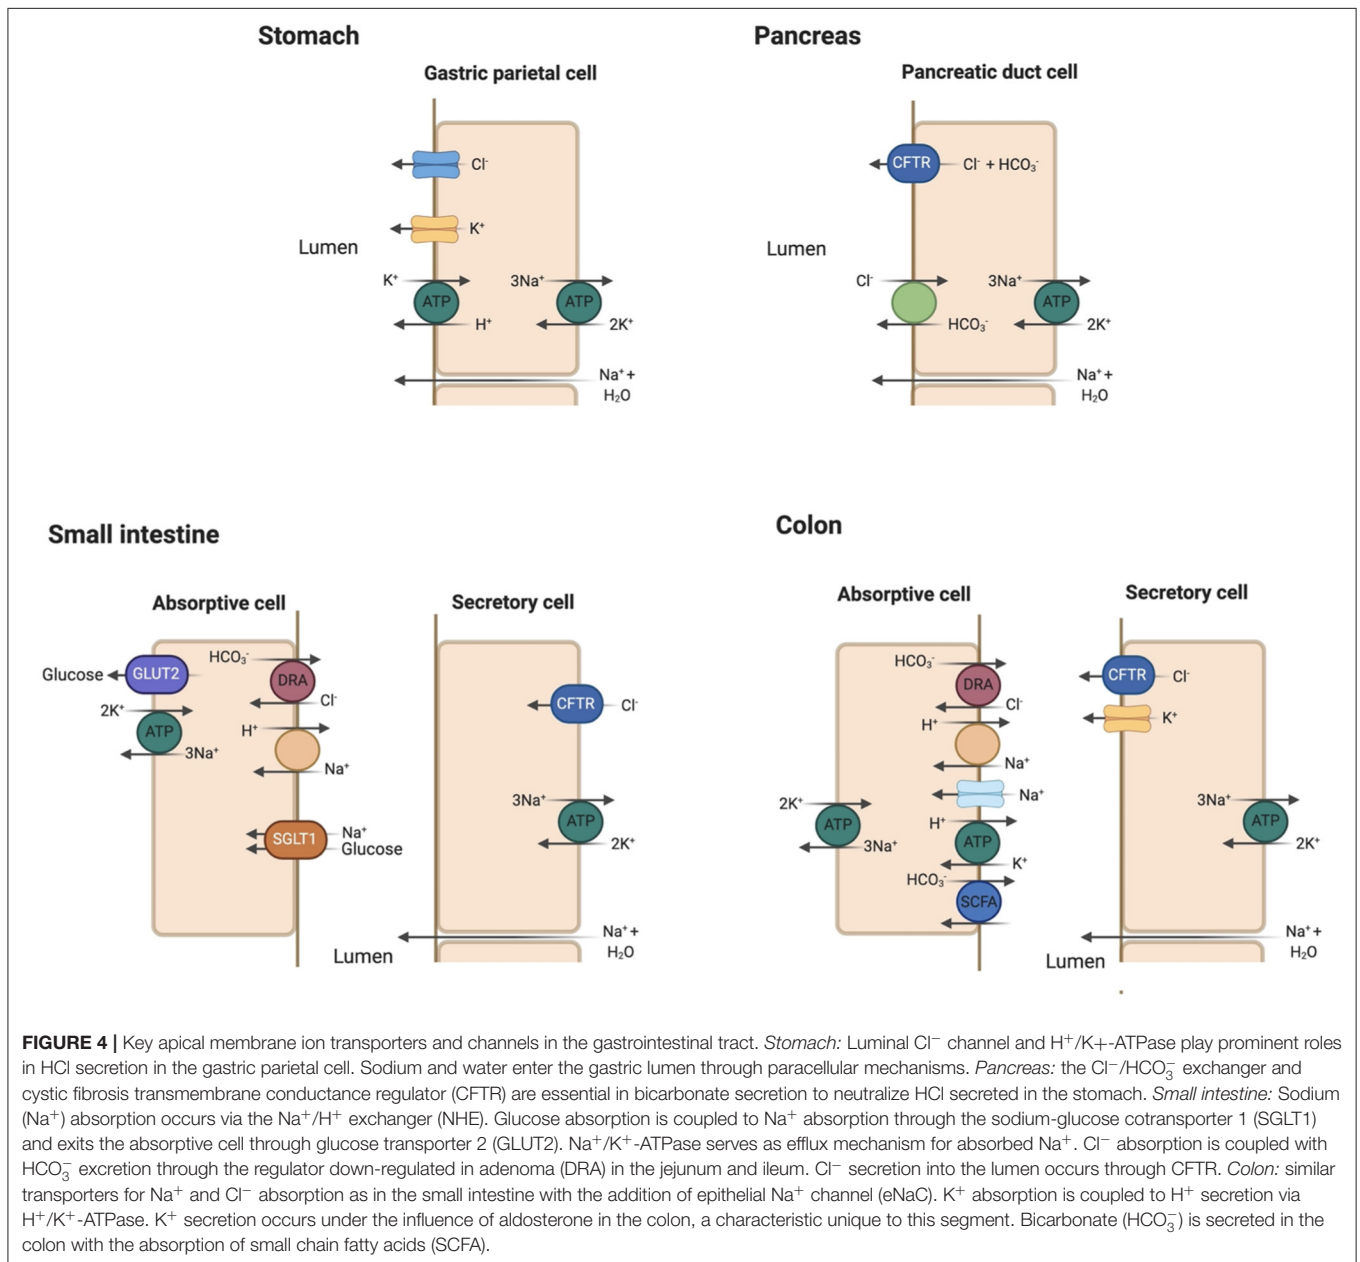 Stomach
Gastric parietal cell
Cl⁻
K⁺
Lumen
K⁺
ATP
H⁺
3Na⁺
ATP
2K⁺
Na⁺ +
H₂O
Pancreas
Pancreatic duct cell
CFTR
Cl⁻ + HCO₃⁻
Lumen
Cl⁻
HCO₃⁻
3Na⁺
ATP
2K⁺
Na⁺ +
H₂O
Small intestine
Absorptive cell
HCO₃⁻
Glucose
GLUT2
DRA
Cl⁻
2K⁺
ATP
3Na⁺
H⁺
Na⁺
SGLT1
Na⁺
Glucose
Secretory cell
CFTR
Cl⁻
3Na⁺
ATP
2K⁺
Na⁺ +
H₂O
Lumen
Colon
Absorptive cell
HCO₃⁻
DRA
Cl⁻
H⁺
Na⁺
Na⁺
2K⁺
ATP
3Na⁺
H⁺
ATP
K⁺
HCO₃⁻
SCFA
Secretory cell
CFTR
Cl⁻
K⁺
3Na⁺
ATP
2K⁺
Na⁺ +
H₂O
Lumen
FIGURE 4 | Key apical membrane ion transporters and channels in the gastrointestinal tract. Stomach: Luminal Cl⁻ channel and H⁺/K+-ATPase play prominent roles
in HCl secretion in the gastric parietal cell. Sodium and water enter the gastric lumen through paracellular mechanisms. Pancreas: the Cl⁻/HCO₃⁻ exchanger and
cystic fibrosis transmembrane conductance regulator (CFTR) are essential in bicarbonate secretion to neutralize HCl secreted in the stomach. Small intestine: Sodium
(Na⁺) absorption occurs via the Na⁺/H⁺ exchanger (NHE). Glucose absorption is coupled to Na⁺ absorption through the sodium-glucose cotransporter 1 (SGLT1)
and exits the absorptive cell through glucose transporter 2 (GLUT2). Na⁺/K⁺-ATPase serves as efflux mechanism for absorbed Na⁺. Cl⁻ absorption is coupled with
HCO₃⁻ excretion through the regulator down-regulated in adenoma (DRA) in the jejunum and ileum. Cl⁻ secretion into the lumen occurs through CFTR. Colon: similar
transporters for Na⁺ and Cl⁻ absorption as in the small intestine with the addition of epithelial Na⁺ channel (eNaC). K⁺ absorption is coupled to H⁺ secretion via
H⁺/K⁺-ATPase. K⁺ secretion occurs under the influence of aldosterone in the colon, a characteristic unique to this segment. Bicarbonate (HCO₃⁻) is secreted in the
colon with the absorption of small chain fatty acids (SCFA).